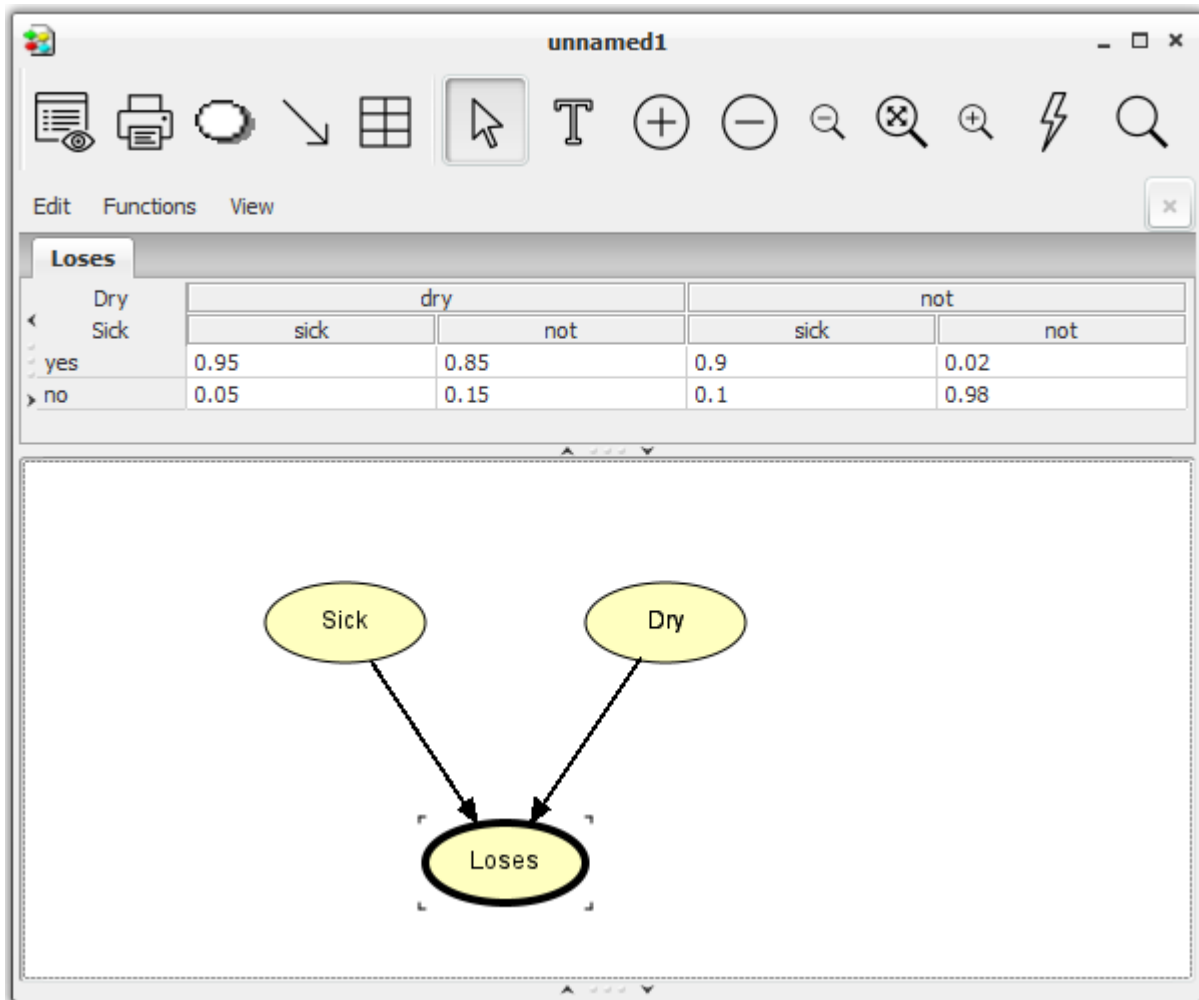 unnamed1
T
Edit Functions View
Loses
Dry dry not
Sick sick not sick not
yes 0.95 0.85 0.9 0.02
no 0.05 0.15 0.1 0.98
Sick Dry
Loses